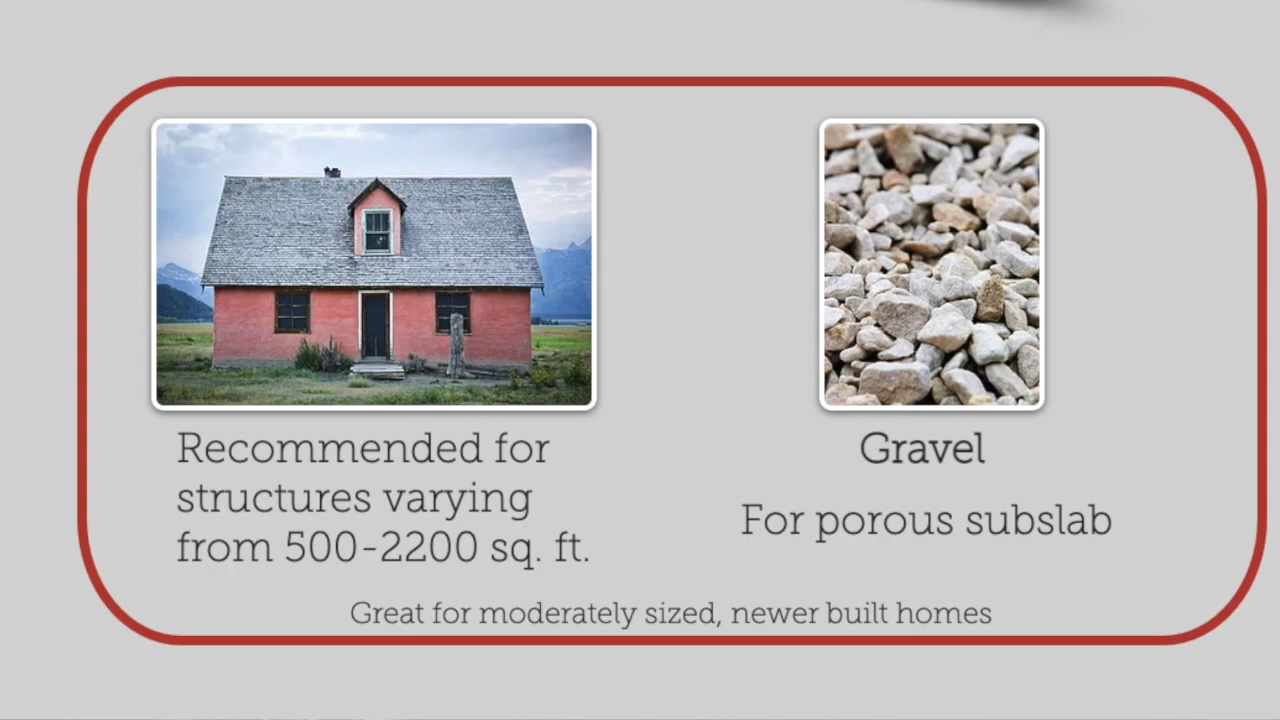 Recommended for
structures varying
from 500-2200 sq. ft.
Gravel
For porous subslab
Great for moderately sized, newer built homes